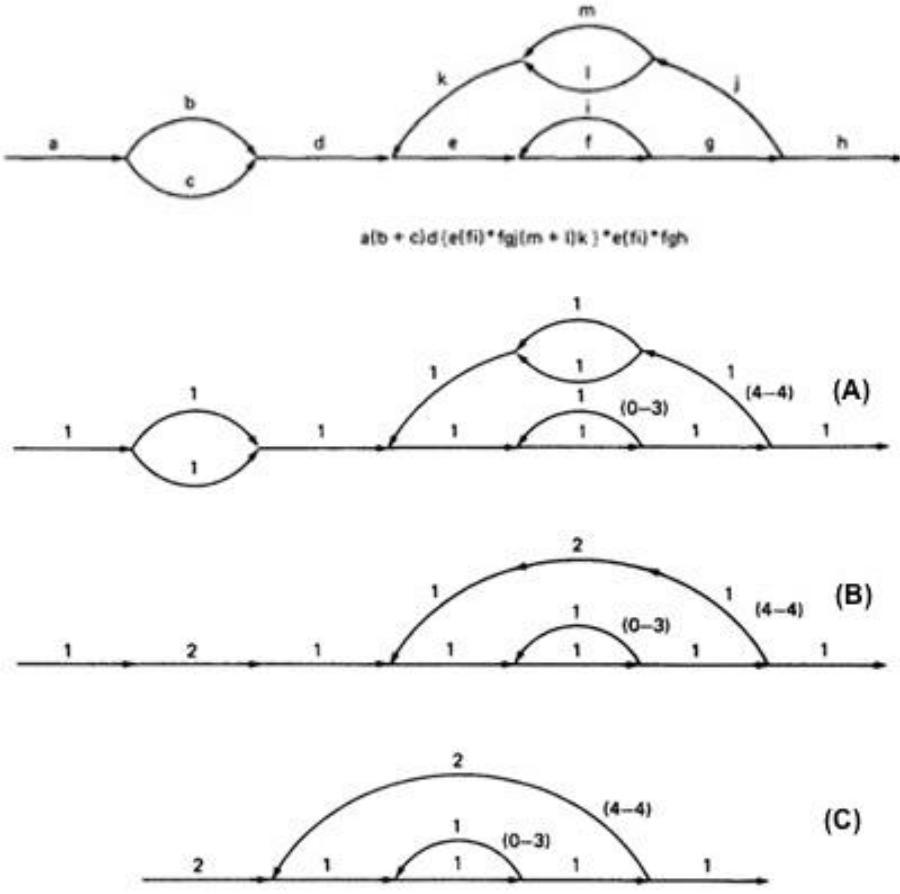 m
k
l
j
b
i
a
d
e
f
g
h
c
a(b + c)d{e(fi)*fgj(m + l)k}*e(fi)*fgh
1
1 1 1 (A)
1 1 (0–3) (4–4)
1 1 1 1 1 1
1
2
1 1 (B)
1 (0–3) (4–4)
1 2 1 1 1 1 1
2
(4–4) (C)
1 (0–3)
2 1 1 1 1